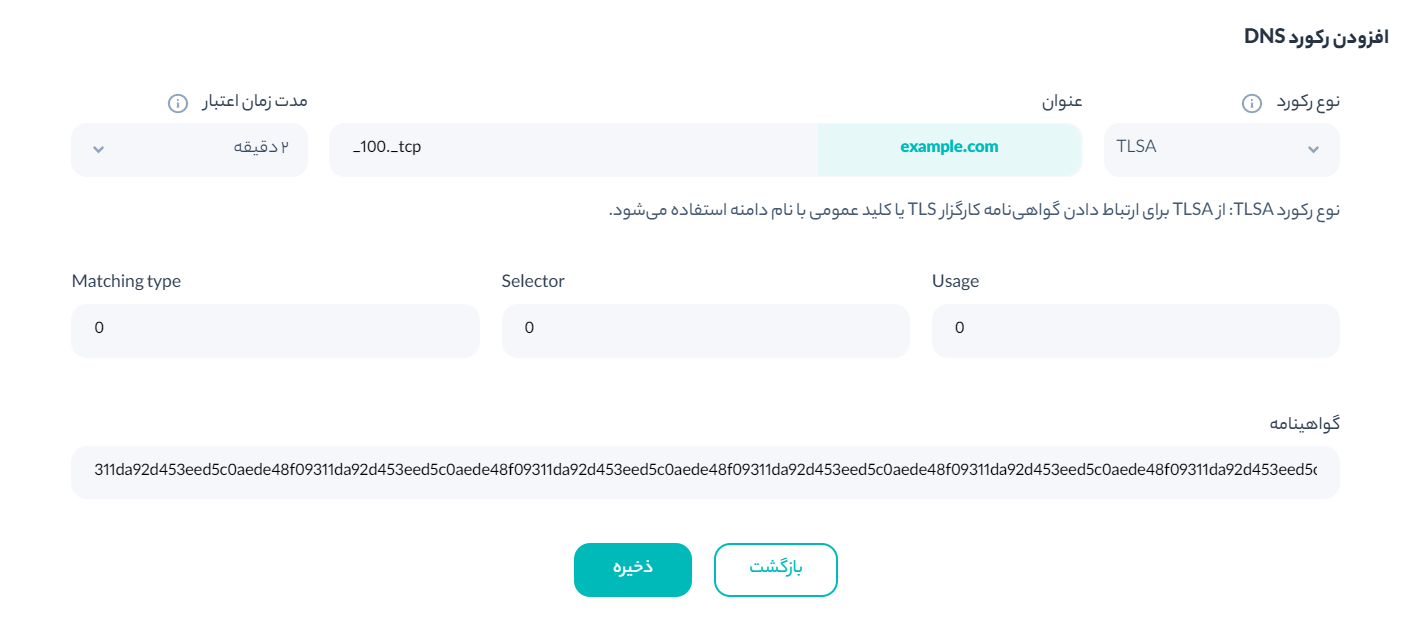 افزودن رکورد DNS
نوع رکورد
عنوان
مدت زمان اعتبار
TLSA
example.com
_100._tcp
۲ دقیقه
نوع رکورد TLSA: از TLSA برای ارتباط دادن گواهی‌نامه کارگزار TLS یا کلید عمومی با نام دامنه استفاده می‌شود.
Usage
Selector
Matching type
0
0
0
گواهینامه
311da92d453eed5c0aede48f09311da92d453eed5c0aede48f09311da92d453eed5c0aede48f09311da92d453eed5c0aede48f09311da92d453eed5c0aede48f09311da92d453eed5c
بازگشت
ذخیره